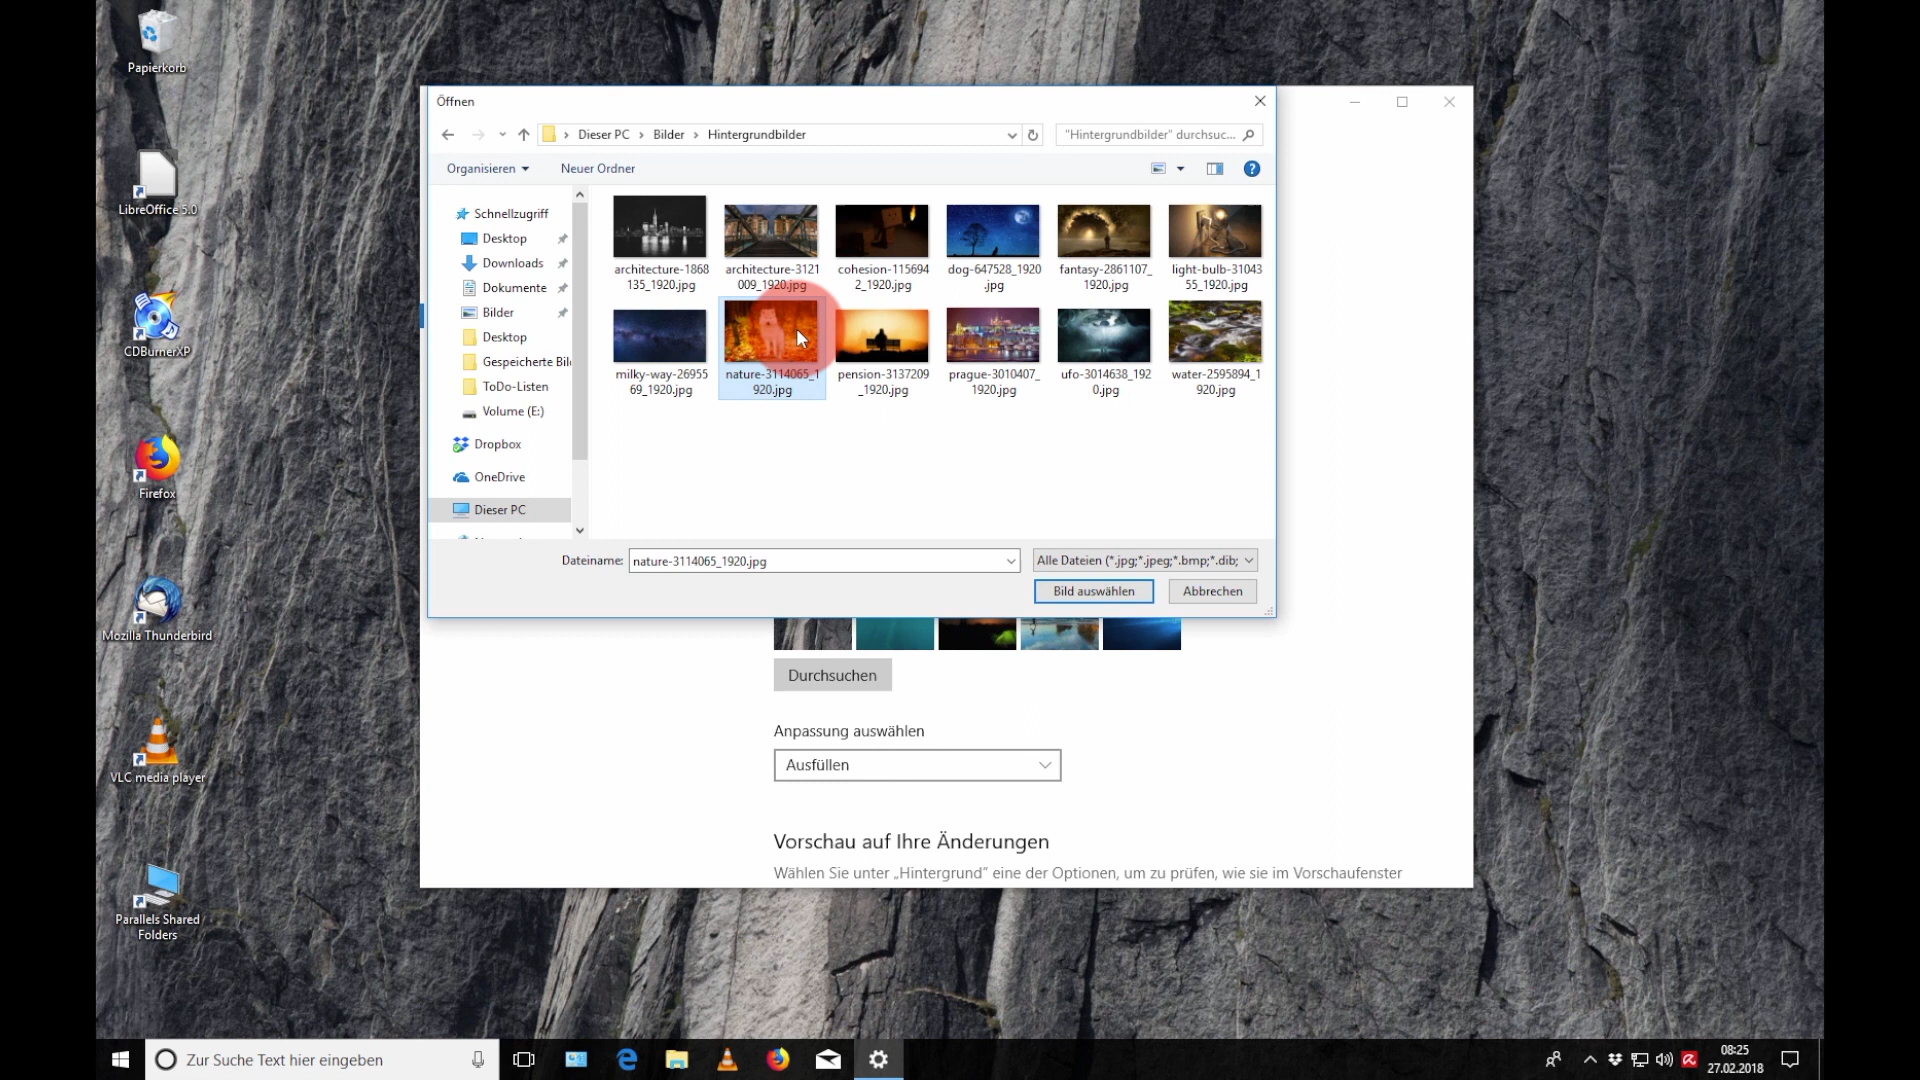 Papierkorb
LibreOffice 5.0
CDBurnerXP
Firefox
Mozilla Thunderbird
VLC media player
Parallels Shared
Folders
Öffnen
Dieser PC
Bilder
Hintergrundbilder
"Hintergrundbilder" durchsuc...
Organisieren
Neuer Ordner
Schnellzugriff
Desktop
Downloads
Dokumente
Bilder
Desktop
Gespeicherte Bil
ToDo-Listen
Volume (E:)
Dropbox
OneDrive
Dieser PC
architecture-1868
135_1920.jpg
architecture-3121
009_1920.jpg
cohesion-115694
2_1920.jpg
dog-647528_1920
.jpg
fantasy-2861107_
1920.jpg
light-bulb-31043
55_1920.jpg
milky-way-26955
69_1920.jpg
nature-3114065_1
920.jpg
pension-3137209
_1920.jpg
prague-3010407_
1920.jpg
ufo-3014638_192
0.jpg
water-2595894_1
920.jpg
Dateiname:
nature-3114065_1920.jpg
Alle Dateien (*.jpg;*.jpeg;*.bmp;*.dib;
Bild auswählen
Abbrechen
Durchsuchen
Anpassung auswählen
Ausfüllen
Vorschau auf Ihre Änderungen
Wählen Sie unter „Hintergrund“ eine der Optionen, um zu prüfen, wie sie im Vorschaufenster
Zur Suche Text hier eingeben
08:25
27.02.2018